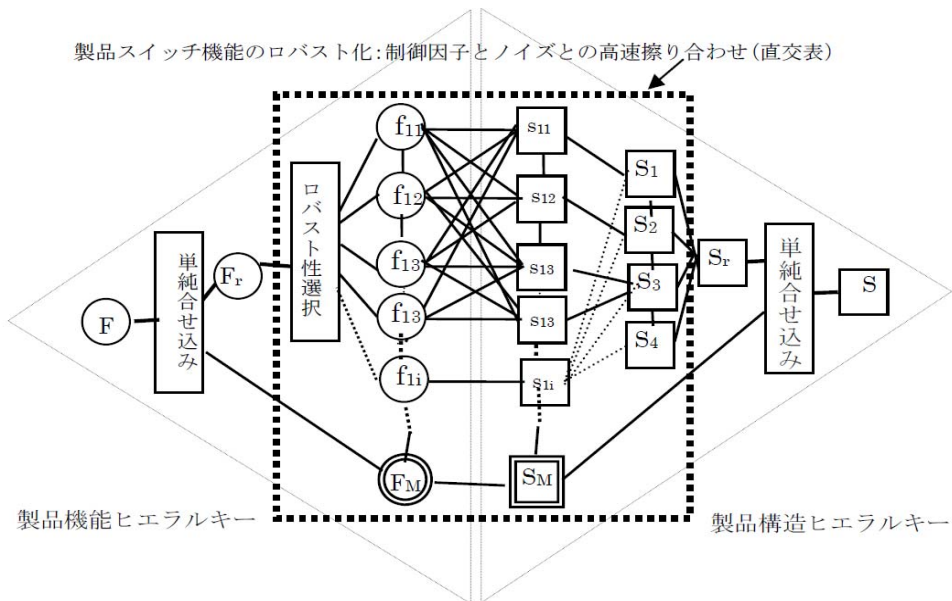 製品スイッチ機能のロバスト化:制御因子とノイズとの高速擦り合わせ(直交表)
F
単純合せ込み
Fr
ロバスト性選択
f11
f12
f13
f13
f1i
FM
s11
s12
s13
s13
s1i
SM
S1
S2
S3
S4
Sr
単純合せ込み
S
製品機能ヒエラルキー
製品構造ヒエラルキー